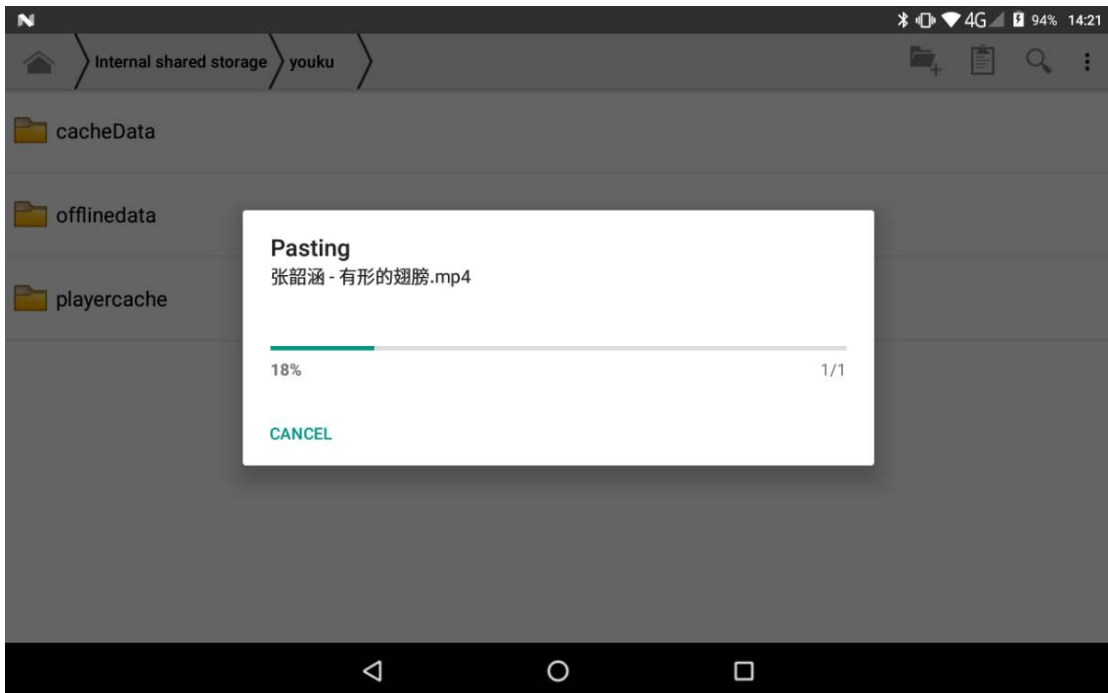 4G 94% 14:21
Internal shared storage youku
cacheData
offlinedata
playercache
Pasting
张韶涵 - 有形的翅膀.mp4
18% 1/1
CANCEL